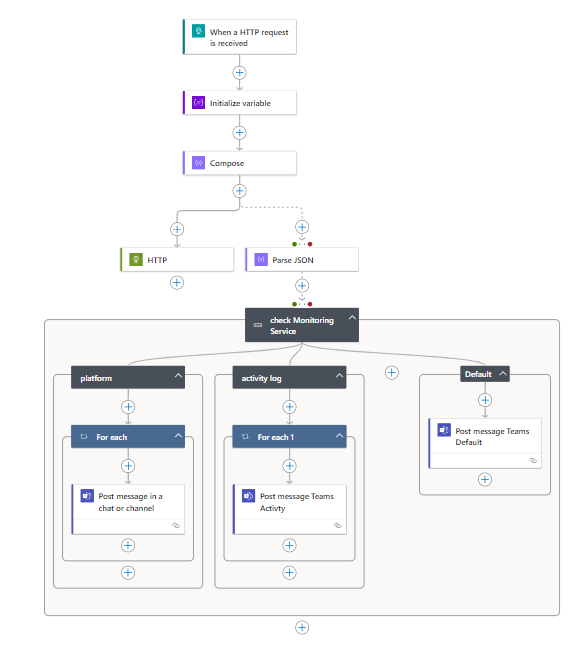 When a HTTP request
is received
Initialize variable
Compose
HTTP
Parse JSON
check Monitoring
Service
platform
activity log
Default
For each
For each 1
Post message Teams
Default
Post message in a
chat or channel
Post message Teams
Activty